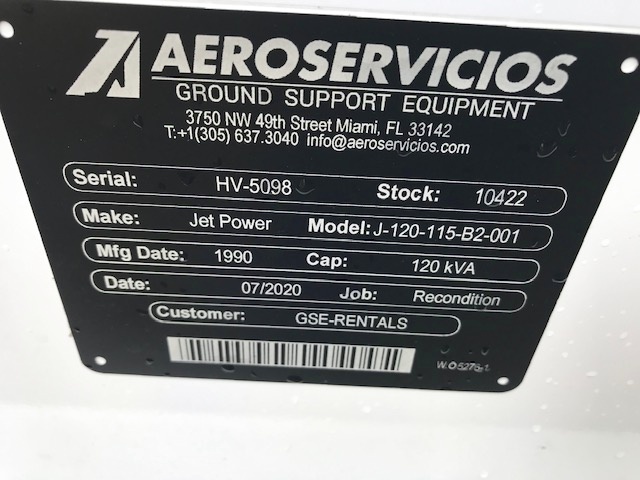 AEROSERVICIOS
GROUND SUPPORT EQUIPMENT
3750 NW 49th Street Miami, FL 33142
T:+1(305) 637.3040 info@aeroservicios.com
Serial: HV-5098 Stock: 10422
Make: Jet Power Model: J-120-115-B2-001
Mfg Date: 1990 Cap: 120 kVA
Date: 07/2020 Job: Recondition
Customer: GSE-RENTALS
W.O 5275-1